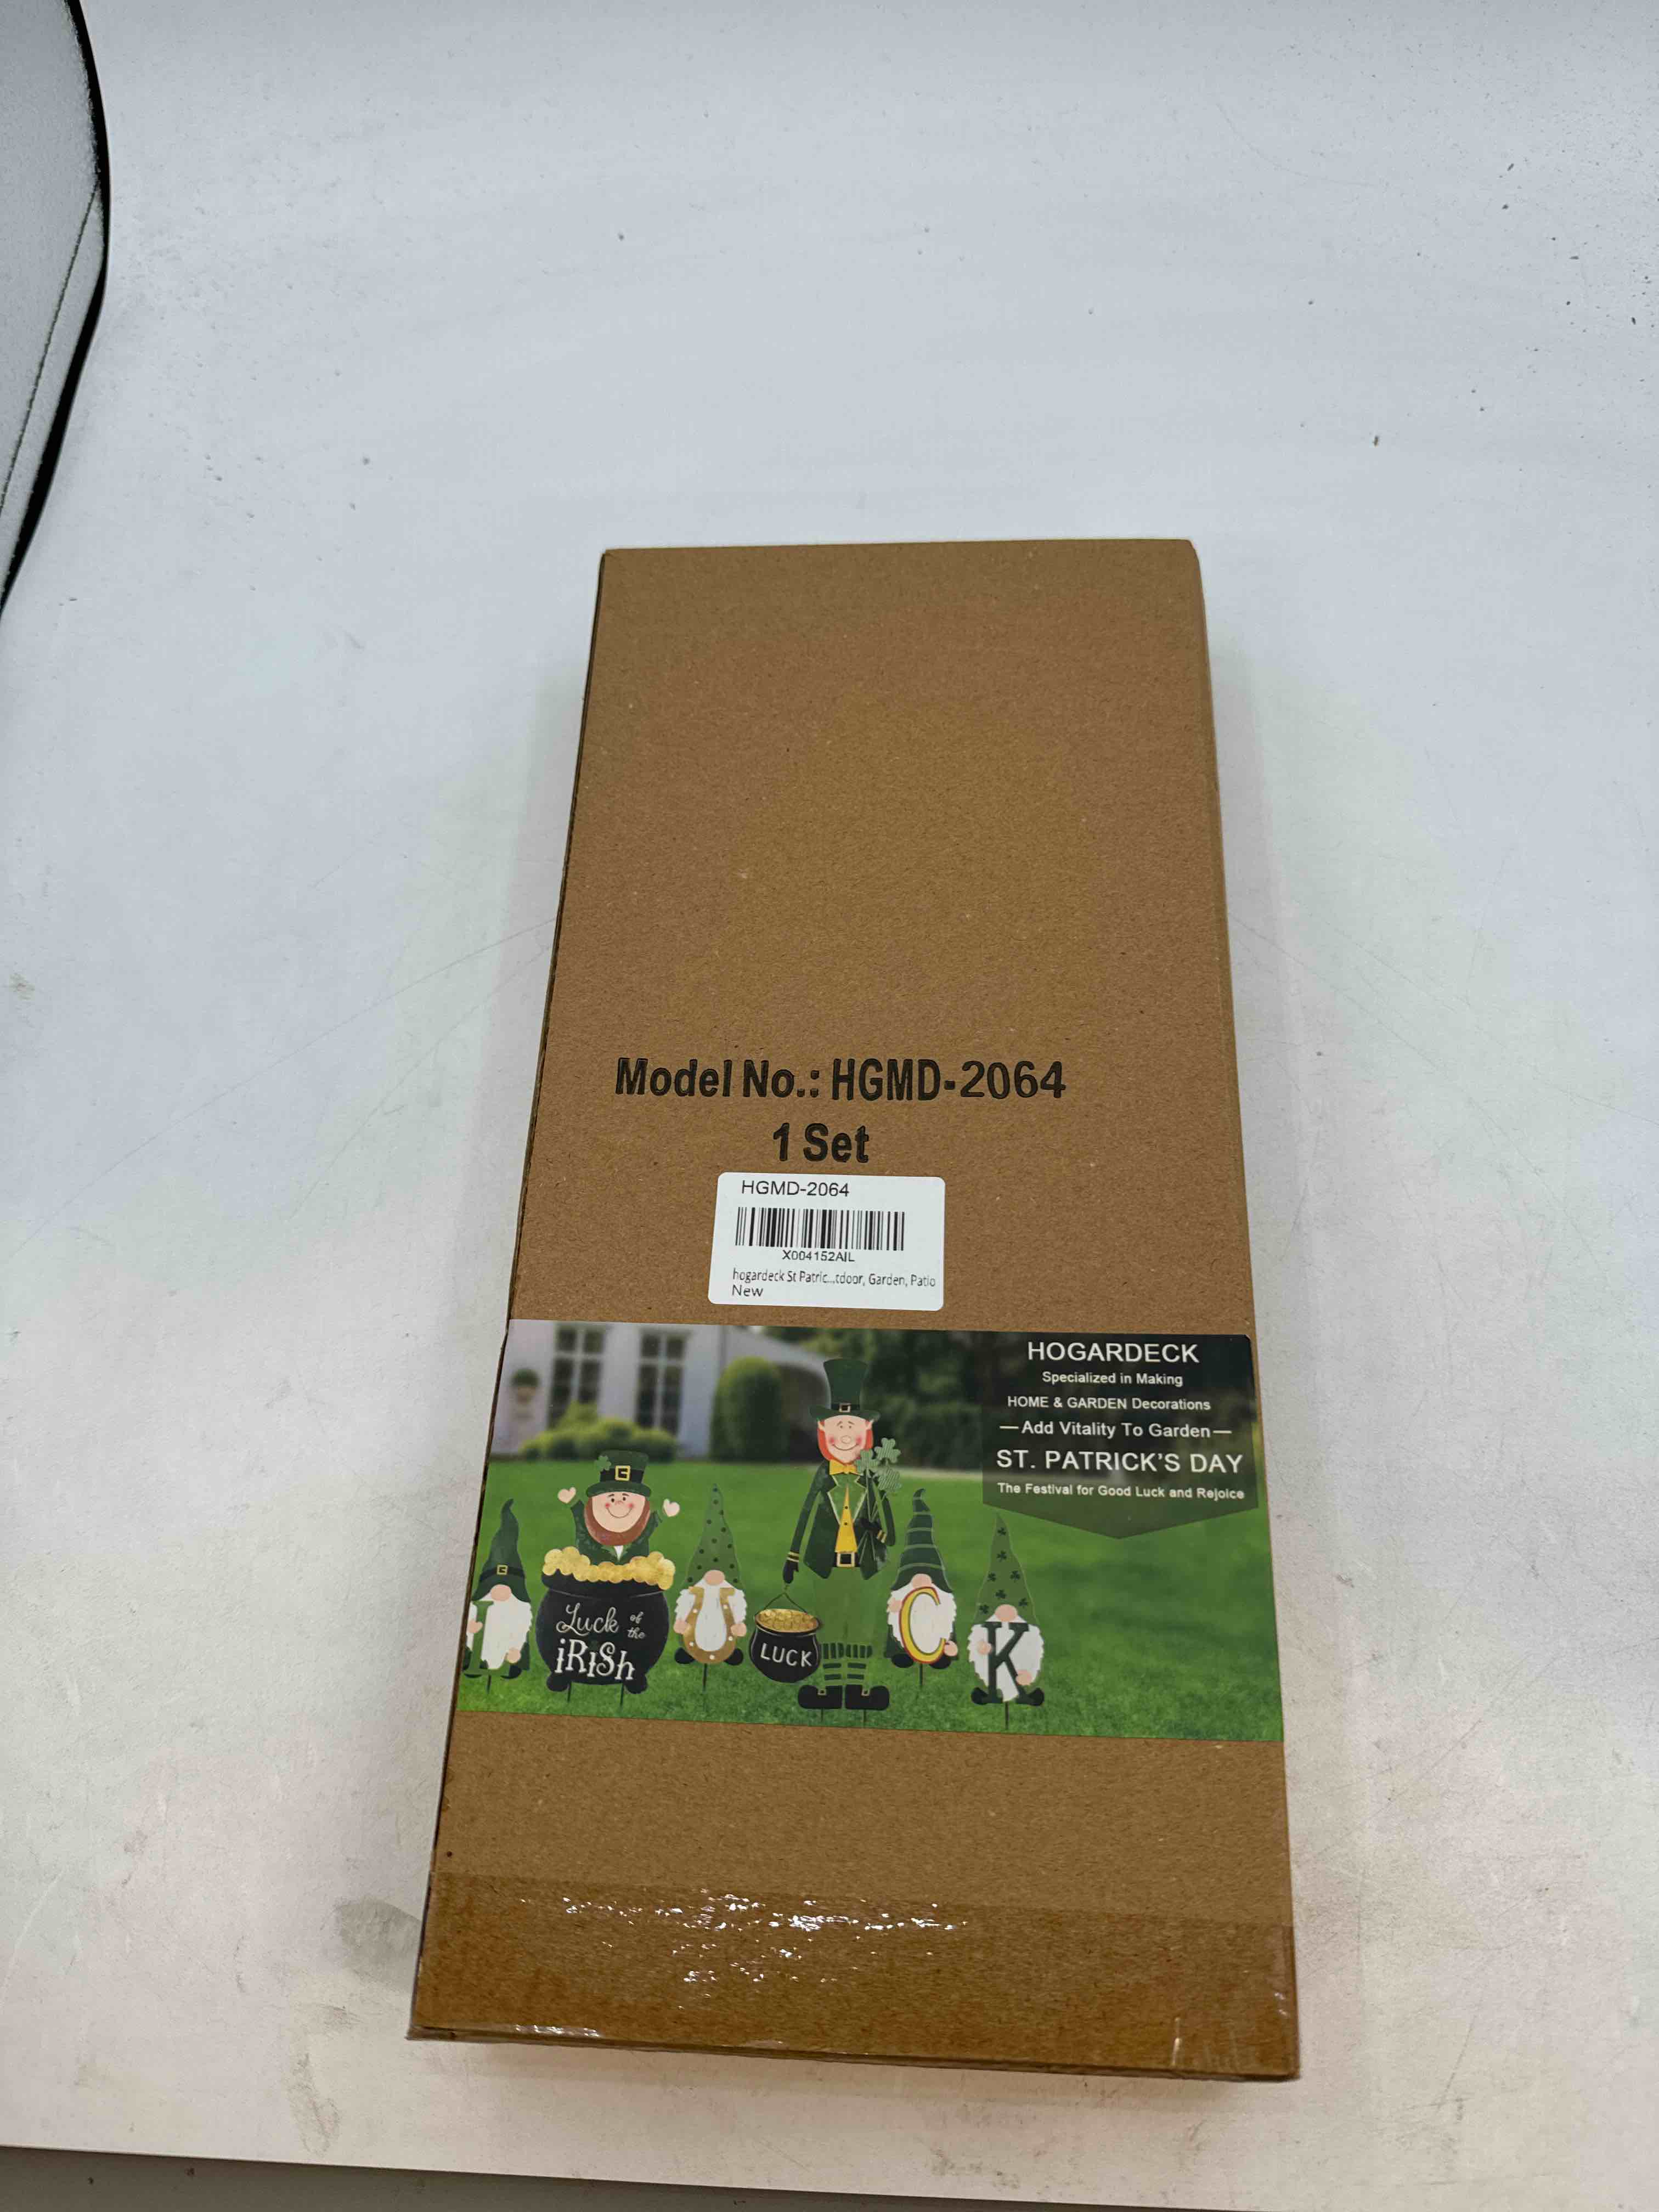 Model No.: HGMD-2064
1 Set
HGMD-2064
X004152AIL
hogardeck St Patric...tdoor, Garden, Patio
New
HOGARDECK
Specialized in Making
HOME & GARDEN Decorations
—Add Vitality To Garden—
ST. PATRICK'S DAY
The Festival for Good Luck and Rejoice
L
Luck of the
iRISh
U
LUCK
C
K